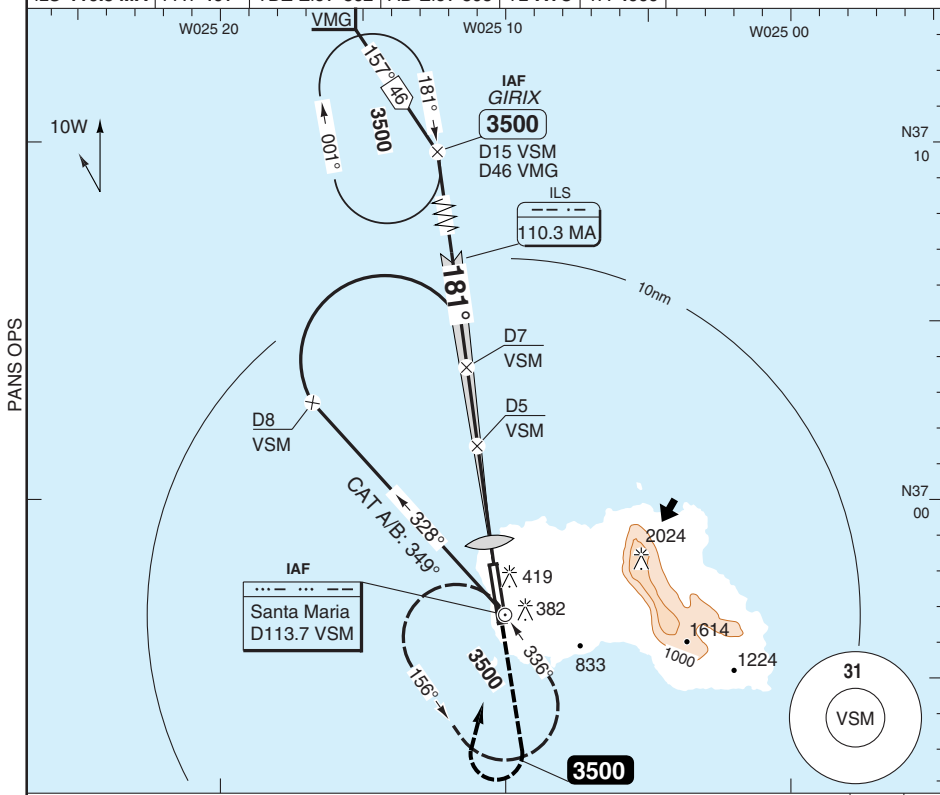 W025 20
W025 10
W025 00
VMG
157°
46
181°
001°
3500
IAF
GIRIX
3500
D15 VSM
D46 VMG
N37
10
10W
ILS
110.3 MA
181°
10nm
PANS OPS
D7
VSM
D5
VSM
D8
VSM
N37
00
CAT A/B: 349°
328°
2024
IAF
Santa Maria
D113.7 VSM
419
382
1614
1000
1224
833
336°
156°
3500
3500
31
VSM